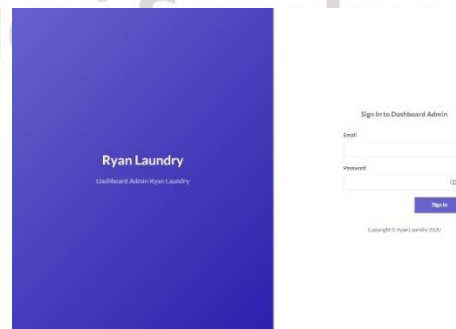 Ryan Laundry
Dashboard Admin Ryan Laundry
Sign In to Dashboard Admin
Email
Password
Sign In
Copyright © Ryan Laundry 2020